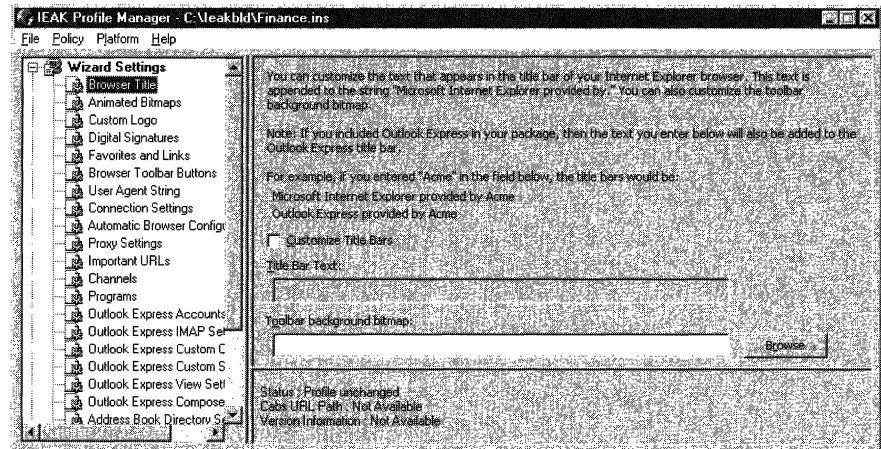 IEAK Profile Manager - C:\Ieakbld\Finance.ins
File Policy Platform Help
Wizard Settings
Browser Title
Animated Bitmaps
Custom Logo
Digital Signatures
Favorites and Links
Browser Toolbar Buttons
User Agent String
Connection Settings
Automatic Browser Configu
Proxy Settings
Important URLs
Channels
Programs
Outlook Express Accounts
Outlook Express IMAP Set
Outlook Express Custom C
Outlook Express Custom S
Outlook Express View Sett
Outlook Express Compose
Address Book Directory Se
You can customize the text that appears in the title bar of your Internet Explorer browser. This text is
appended to the string "Microsoft Internet Explorer provided by." You can also customize the toolbar
background bitmap.
Note: If you included Outlook Express in your package, then the text you enter below will also be added to the
Outlook Express title bar.
For example, if you entered "Acme" in the field below, the title bars would be:
Microsoft Internet Explorer provided by Acme
Outlook Express provided by Acme
Customize Title Bars
Title Bar Text:
Toolbar background bitmap:
Browse
Status : Profile unchanged
Cabs URL Path : Not Available
Version Information : Not Available